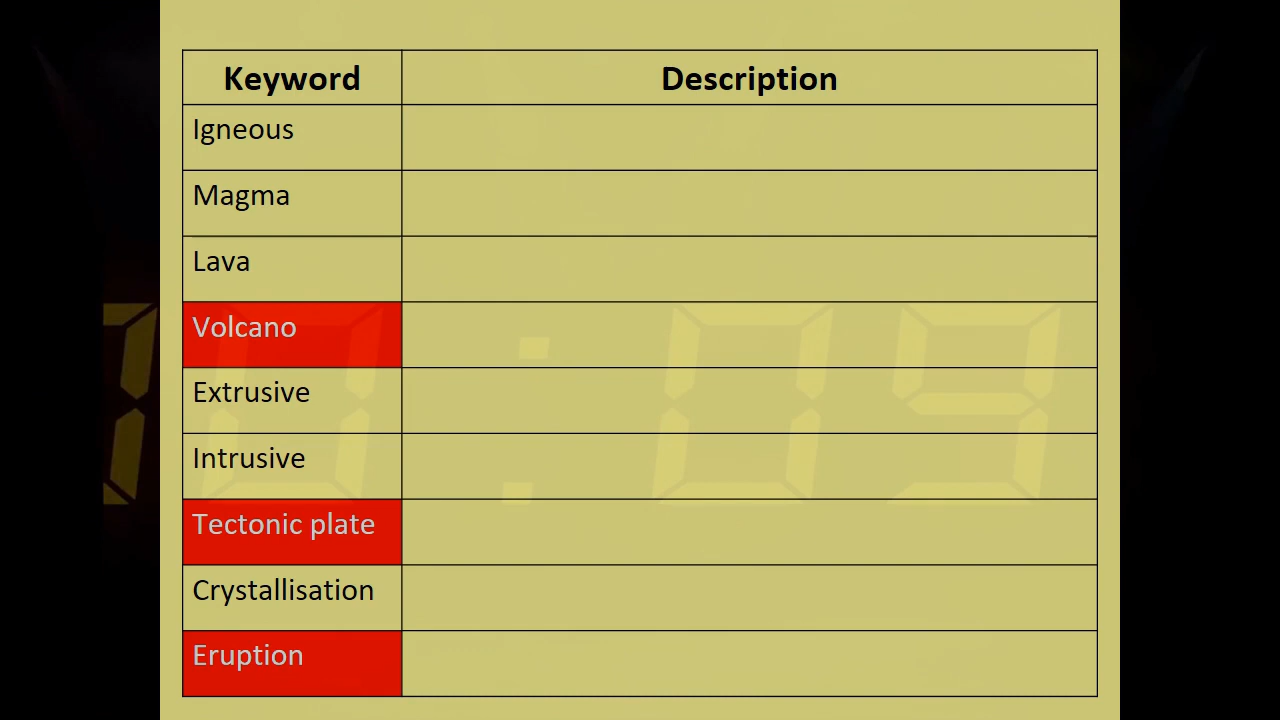 Keyword Description
Igneous
Magma
Lava
Volcano
Extrusive
Intrusive
Tectonic plate
Crystallisation
Eruption